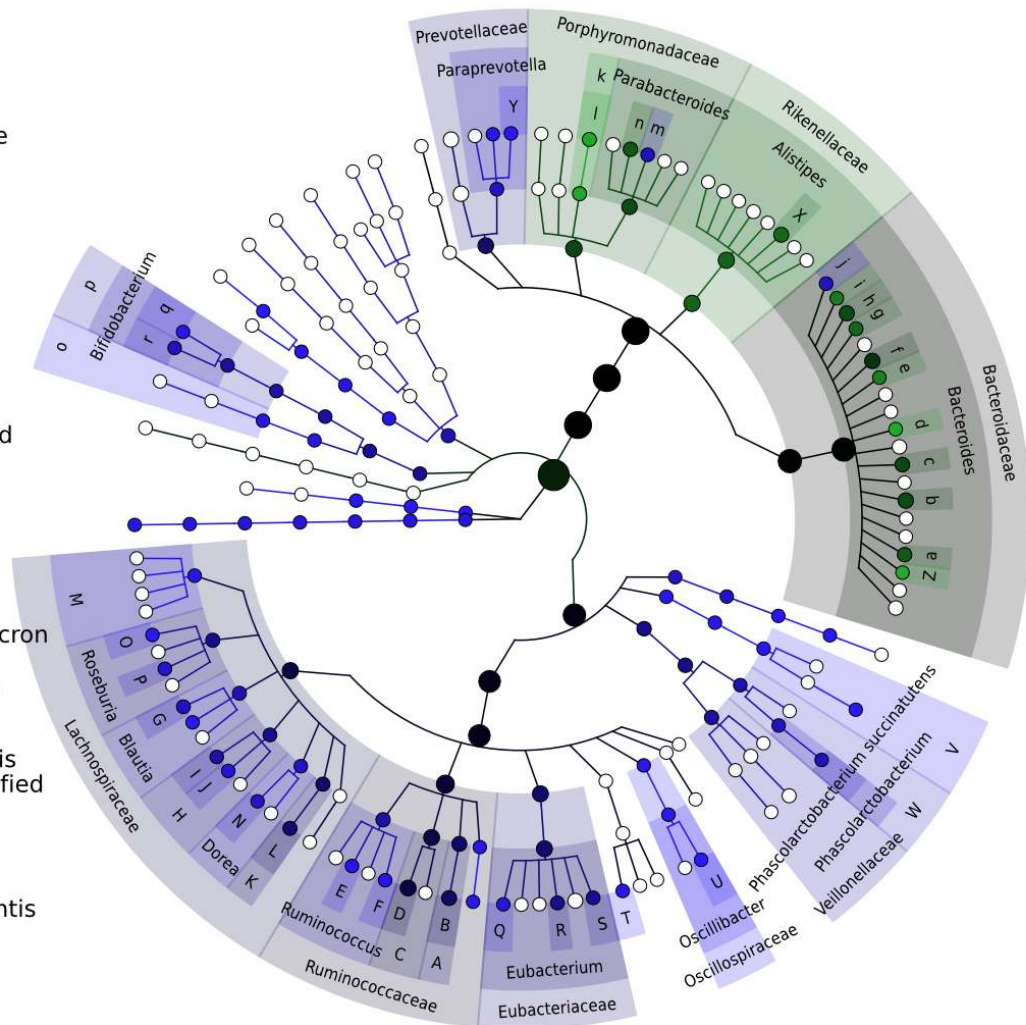 e
d
cron
is
fied
ntis
Prevotellaceae
Paraprevotella
Y
Porphyromonadaceae
k
l
Parabacteroides
n
m
Rikenellaceae
Alistipes
X
j
i
h
g
f
e
d
c
b
a
Z
Bacteroides
Bacteroidaceae
p
Bifidobacterium
q
r
o
M
O
Roseburia
P
G
Blautia
Lachnospiraceae
I
J
H
N
Dorea
L
K
E
F
Ruminococcus
D
C
B
A
Ruminococcaceae
Q
R
S
T
Eubacterium
Eubacteriaceae
U
Oscillibacter
Oscillospiraceae
Phascolarctobacterium succinatutens
Phascolarctobacterium
Veillonellaceae
V
W